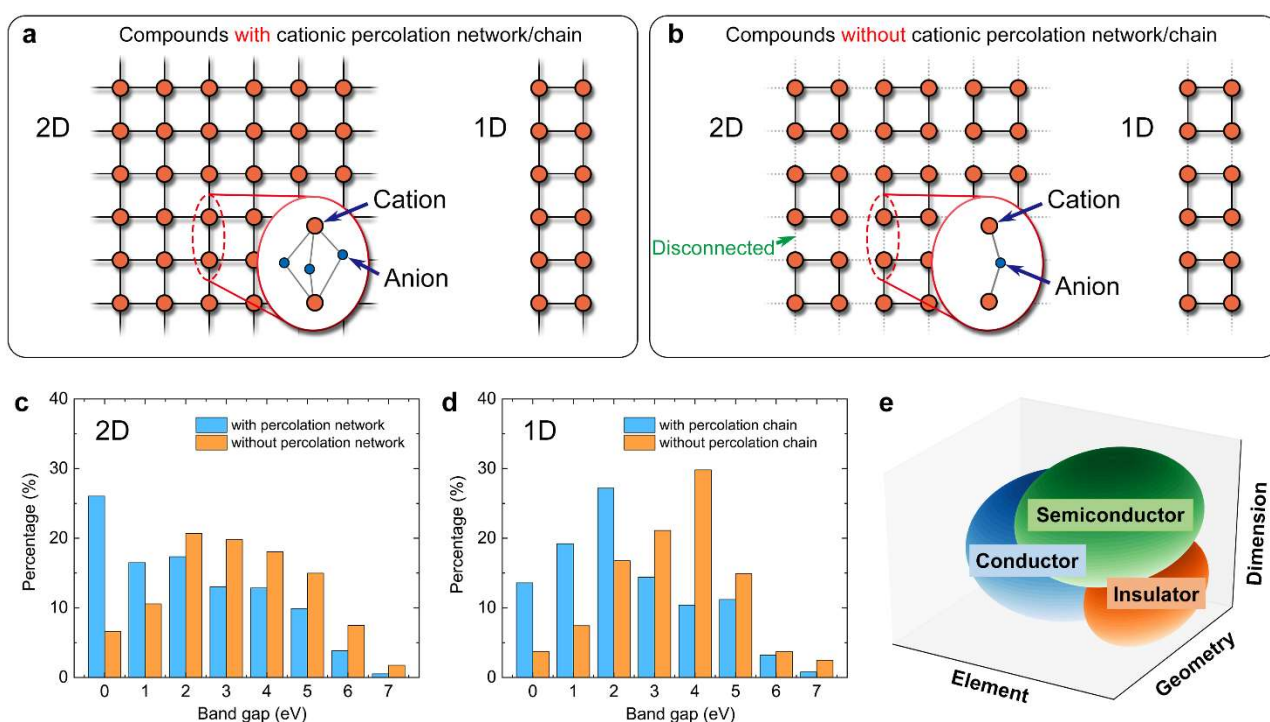 a
Compounds with cationic percolation network/chain
2D
1D
Cation
Anion
b
Compounds without cationic percolation network/chain
2D
1D
Disconnected
Cation
Anion
c
2D
with percolation network
without percolation network
Percentage (%)
40
30
20
10
0
0 1 2 3 4 5 6 7
Band gap (eV)
d
1D
with percolation chain
without percolation chain
Percentage (%)
40
30
20
10
0
0 1 2 3 4 5 6 7
Band gap (eV)
e
Semiconductor
Conductor
Insulator
Element
Geometry
Dimension